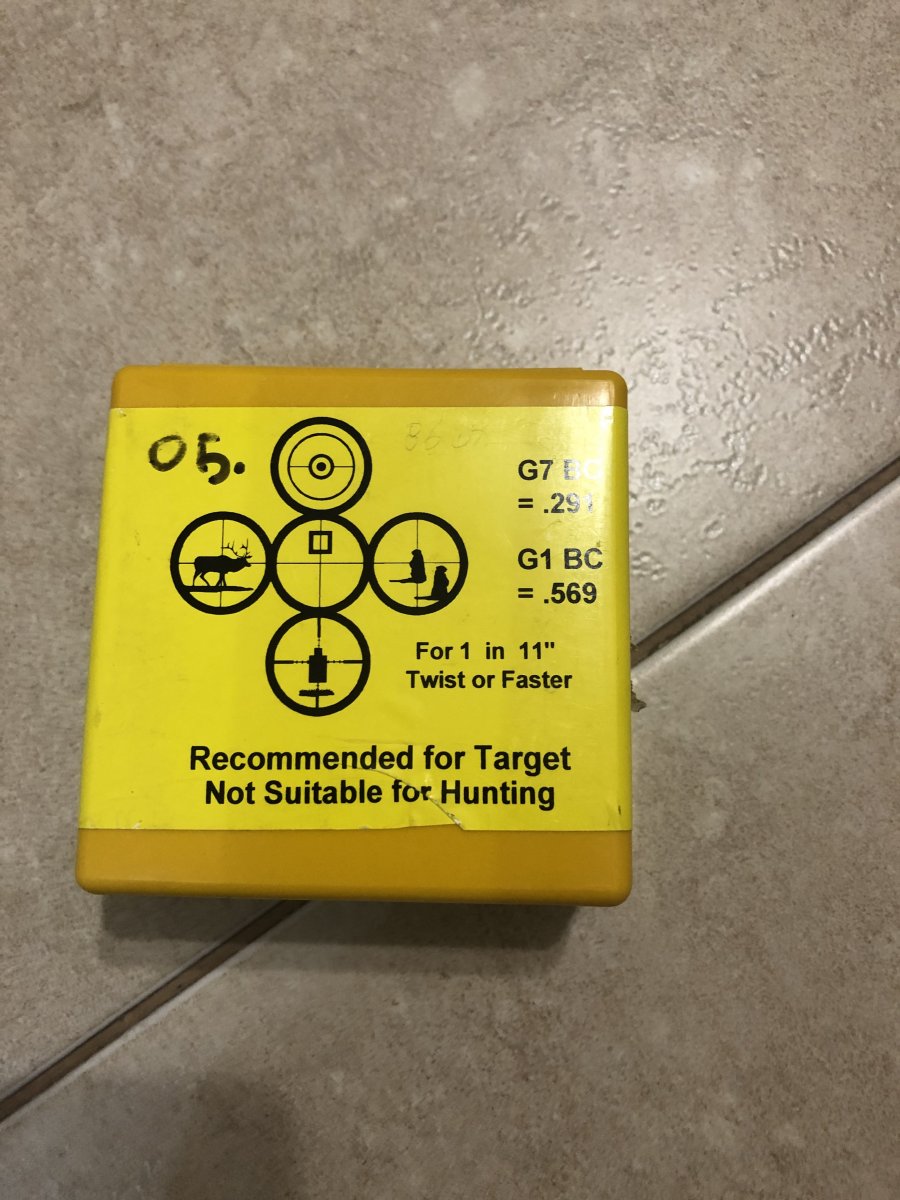 05.
G7 BC
= .291
G1 BC
= .569
For 1 in 11"
Twist or Faster
Recommended for Target
Not Suitable for Hunting